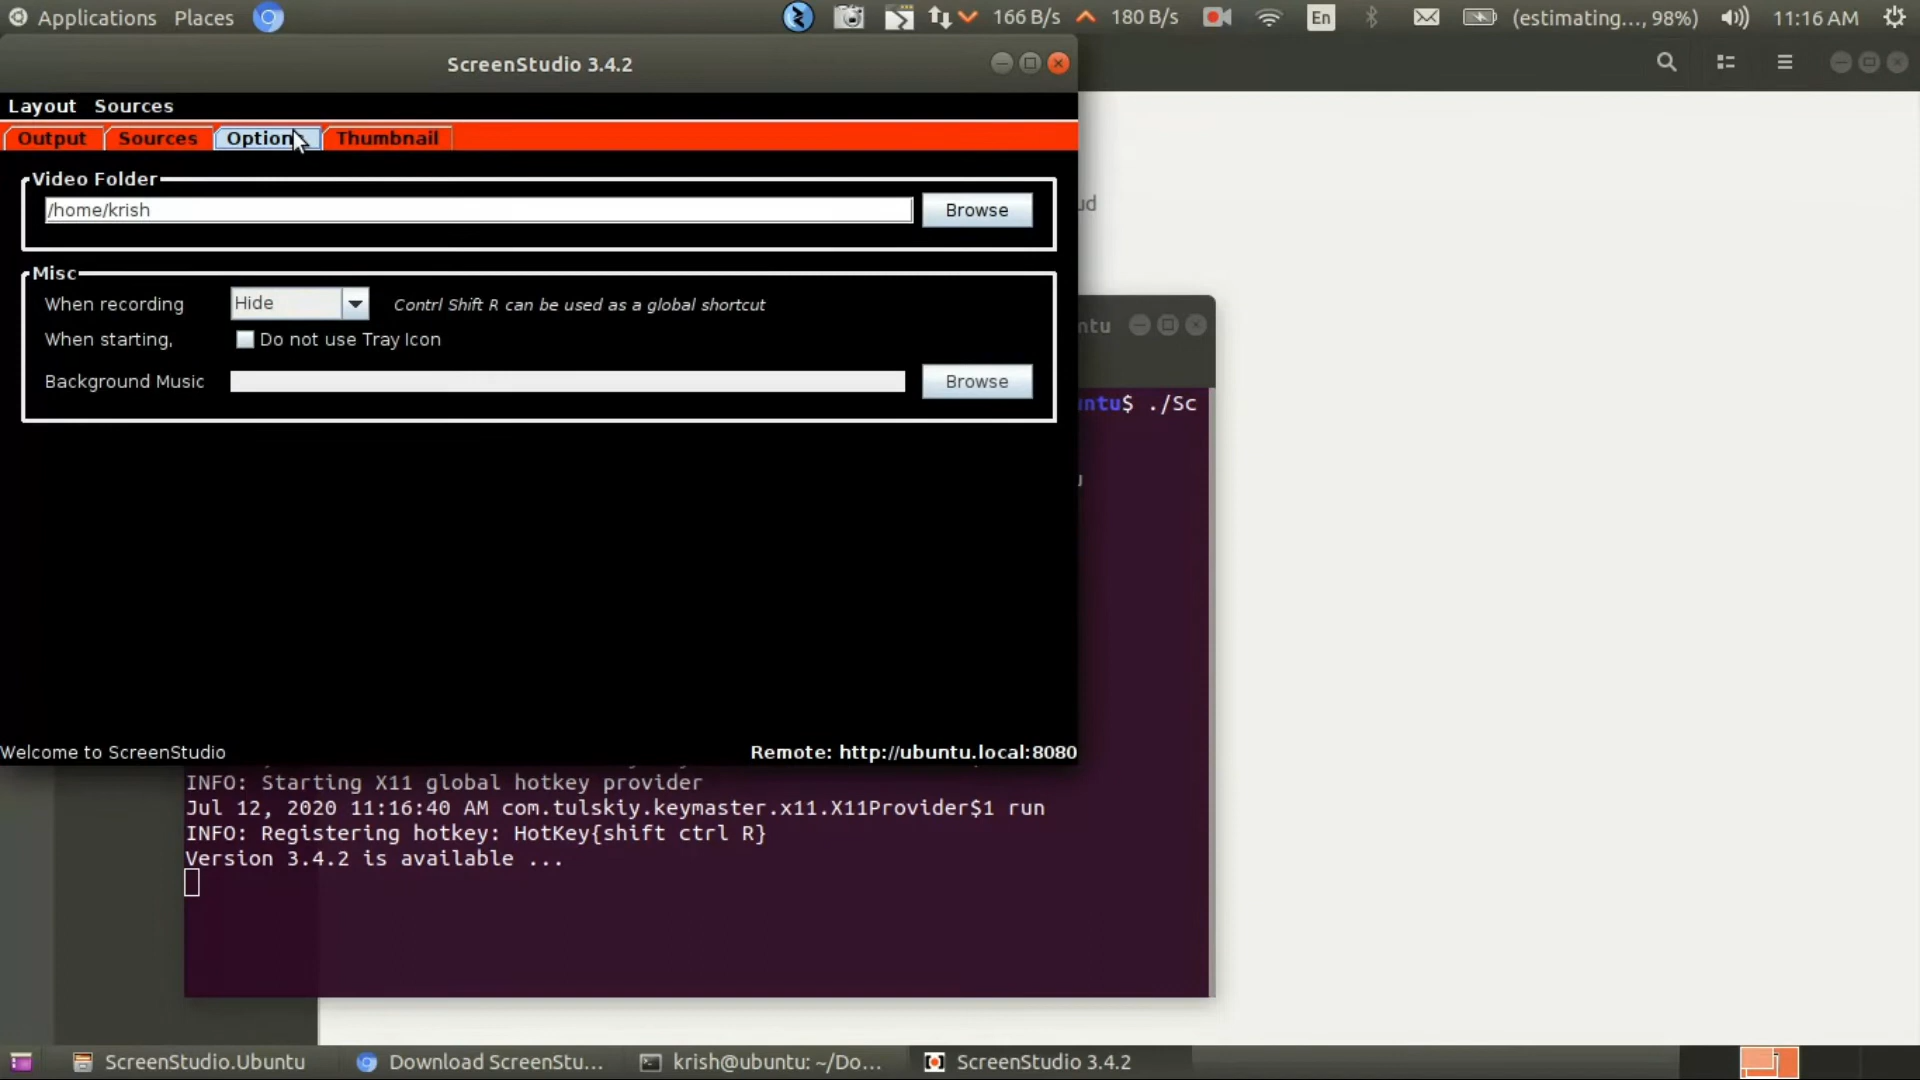 Applications Places 166 B/s 180 B/s En (estimating..., 98%) 11:16 AM
ScreenStudio 3.4.2
Layout Sources
Output Sources Option Thumbnail
Video Folder
/home/krish Browse
ud
Misc
When recording Hide Contrl Shift R can be used as a global shortcut
ntu
When starting, Do not use Tray Icon
Background Music Browse
ntu$ ./Sc
Welcome to ScreenStudio Remote: http://ubuntu.local:8080
INFO: Starting X11 global hotkey provider
Jul 12, 2020 11:16:40 AM com.tulskiy.keymaster.x11.X11Provider$1 run
INFO: Registering hotkey: HotKey{shift ctrl R}
Version 3.4.2 is available ...
ScreenStudio.Ubuntu Download ScreenStu... krish@ubuntu: ~/Do... ScreenStudio 3.4.2